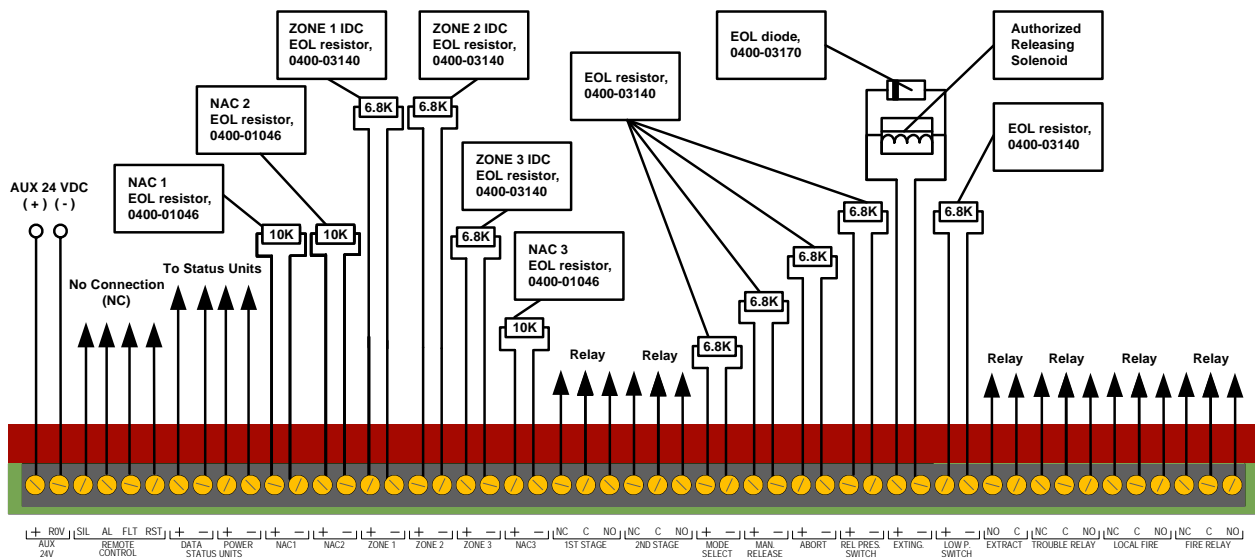 ZONE 1 IDC
EOL resistor,
0400-03140
ZONE 2 IDC
EOL resistor,
0400-03140
EOL diode,
0400-03170
Authorized
Releasing
Solenoid
NAC 2
EOL resistor,
0400-01046
6.8K
6.8K
EOL resistor,
0400-03140
EOL resistor,
0400-03140
NAC 1
EOL resistor,
0400-01046
ZONE 3 IDC
EOL resistor,
0400-03140
AUX 24 VDC
( + ) ( - )
10K
10K
6.8K
6.8K
6.8K
NAC 3
EOL resistor,
0400-01046
6.8K
To Status Units
No Connection
(NC)
10K
6.8K
6.8K
Relay
Relay
Relay
Relay
Relay
Relay
+ R0V SIL AL FLT RST + − + − + − + − + − + − + − + − NC C NO NC C NO + − + − + − + − + − + − NO C NC C NO NC C NO NC C NO
AUX
24V
REMOTE
CONTROL
DATA
POWER
STATUS UNITS
NAC1
NAC2
ZONE 1
ZONE 2
ZONE 3
NAC3
1ST STAGE
2ND STAGE
MODE
SELECT
MAN.
RELEASE
ABORT
REL PRES.
SWITCH
EXTING.
LOW P.
SWITCH
EXTRACT
TROUBLE RELAY
LOCAL FIRE
FIRE RELAY